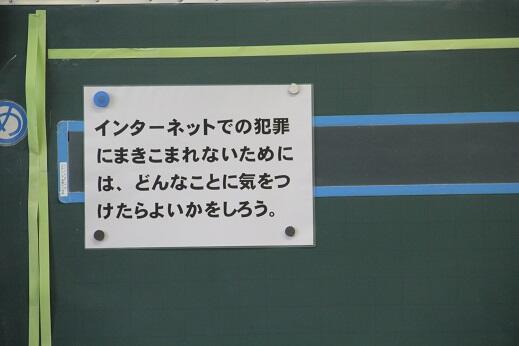 め
インターネットでの犯罪
にまきこまれないために
は、どんなことに気をつ
けたらよいかをしろう。